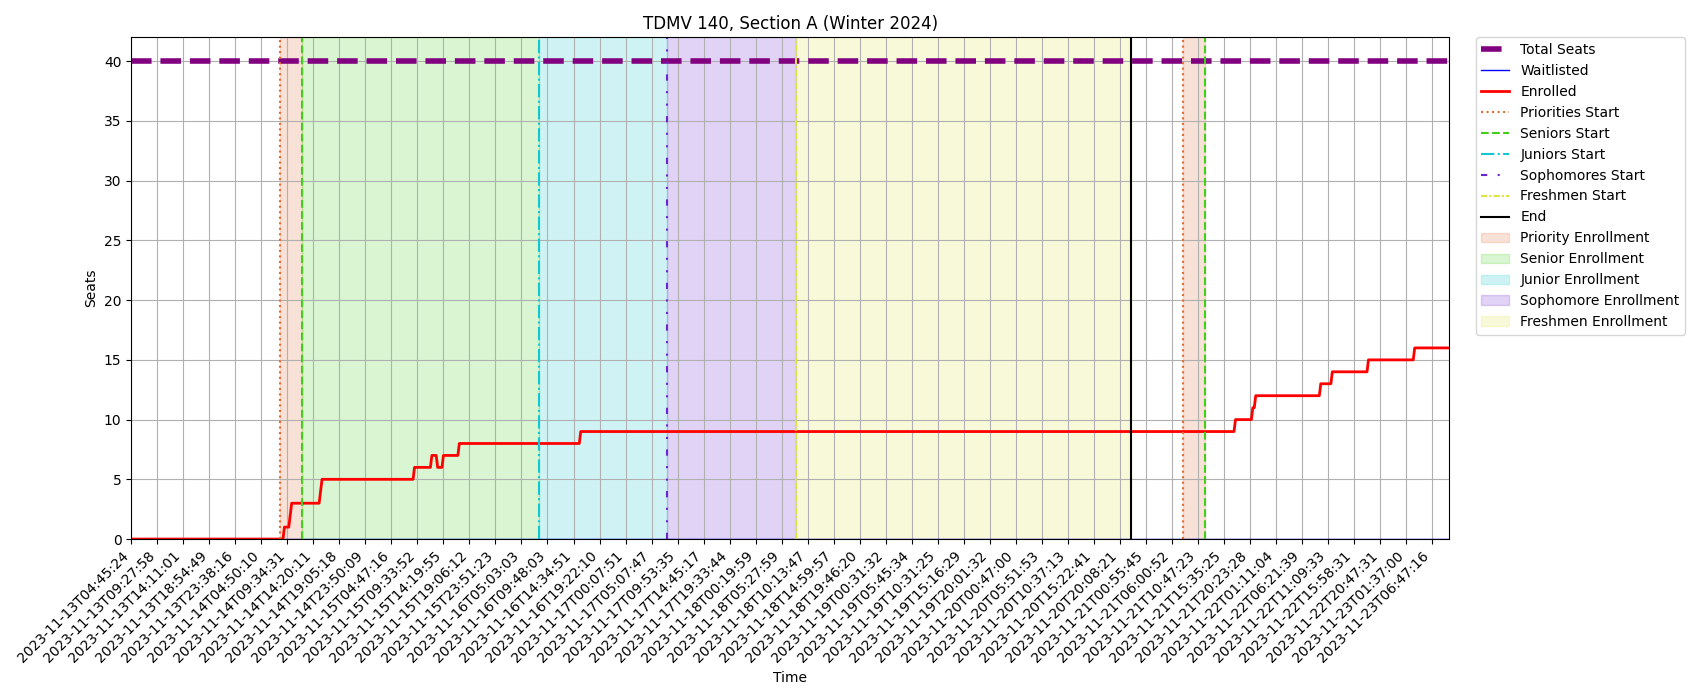 TDMV 140, Section A (Winter 2024)
40
35
30
25
20
15
10
5
0
Seats
2023-11-13T04:45:24
2023-11-13T09:27:58
2023-11-13T14:11:01
2023-11-13T18:54:49
2023-11-13T23:38:16
2023-11-14T04:50:10
2023-11-14T09:34:31
2023-11-14T14:20:11
2023-11-14T19:05:18
2023-11-14T23:50:09
2023-11-15T04:47:16
2023-11-15T09:33:52
2023-11-15T14:19:55
2023-11-15T19:06:12
2023-11-15T23:51:23
2023-11-16T05:03:03
2023-11-16T09:48:03
2023-11-16T14:34:51
2023-11-16T19:22:10
2023-11-17T00:07:51
2023-11-17T05:07:47
2023-11-17T09:53:35
2023-11-17T14:45:17
2023-11-17T19:33:44
2023-11-18T00:19:59
2023-11-18T05:27:59
2023-11-18T10:13:47
2023-11-18T14:59:57
2023-11-18T19:46:20
2023-11-19T00:31:32
2023-11-19T05:45:34
2023-11-19T10:31:25
2023-11-19T15:16:29
2023-11-19T20:01:32
2023-11-20T00:47:00
2023-11-20T05:51:53
2023-11-20T10:37:13
2023-11-20T15:22:41
2023-11-20T20:08:21
2023-11-21T00:55:45
2023-11-21T06:00:52
2023-11-21T10:47:23
2023-11-21T15:35:25
2023-11-21T20:23:28
2023-11-22T01:11:04
2023-11-22T06:21:39
2023-11-22T11:09:33
2023-11-22T15:58:31
2023-11-22T20:47:31
2023-11-23T01:37:00
2023-11-23T06:47:16
Time
Total Seats
Waitlisted
Enrolled
Priorities Start
Seniors Start
Juniors Start
Sophomores Start
Freshmen Start
End
Priority Enrollment
Senior Enrollment
Junior Enrollment
Sophomore Enrollment
Freshmen Enrollment